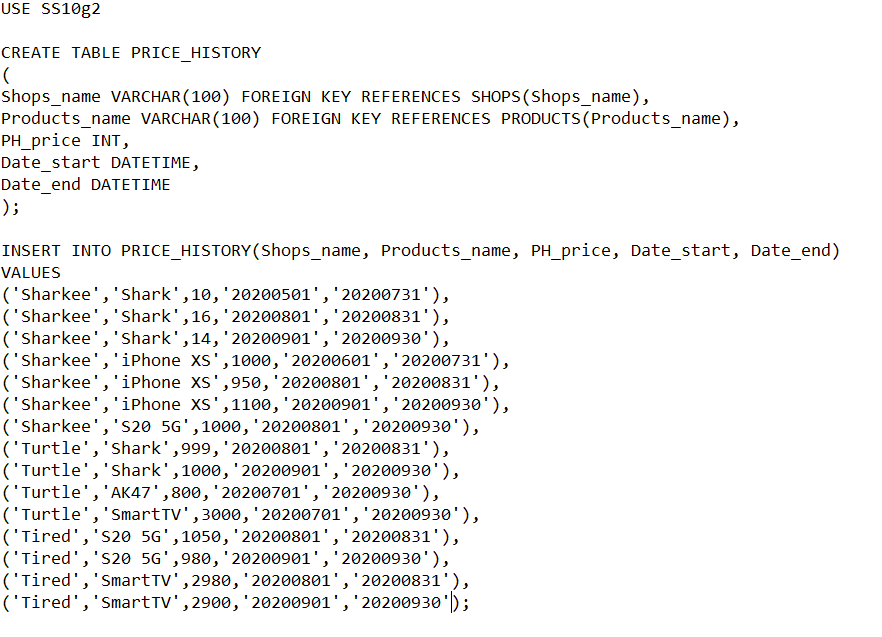 USE SS10g2
CREATE TABLE PRICE_HISTORY
(
Shops_name VARCHAR(100) FOREIGN KEY REFERENCES SHOPS(Shops_name),
Products_name VARCHAR(100) FOREIGN KEY REFERENCES PRODUCTS(Products_name),
PH_price INT,
Date_start DATETIME,
Date_end DATETIME
);
INSERT INTO PRICE_HISTORY(Shops_name, Products_name, PH_price, Date_start, Date_end)
VALUES
('Sharkee','Shark',10,'20200501','20200731'),
('Sharkee','Shark',16,'20200801','20200831'),
('Sharkee','Shark',14,'20200901','20200930'),
('Sharkee','iPhone XS',1000,'20200601','20200731'),
('Sharkee','iPhone XS',950,'20200801','20200831'),
('Sharkee','iPhone XS',1100,'20200901','20200930'),
('Sharkee','S20 5G',1000,'20200801','20200930'),
('Turtle','Shark',999,'20200801','20200831'),
('Turtle','Shark',1000,'20200901','20200930'),
('Turtle','AK47',800,'20200701','20200930'),
('Turtle','SmartTV',3000,'20200701','20200930'),
('Tired','S20 5G',1050,'20200801','20200831'),
('Tired','S20 5G',980,'20200901','20200930'),
('Tired','SmartTV',2980,'20200801','20200831'),
('Tired','SmartTV',2900,'20200901','20200930');